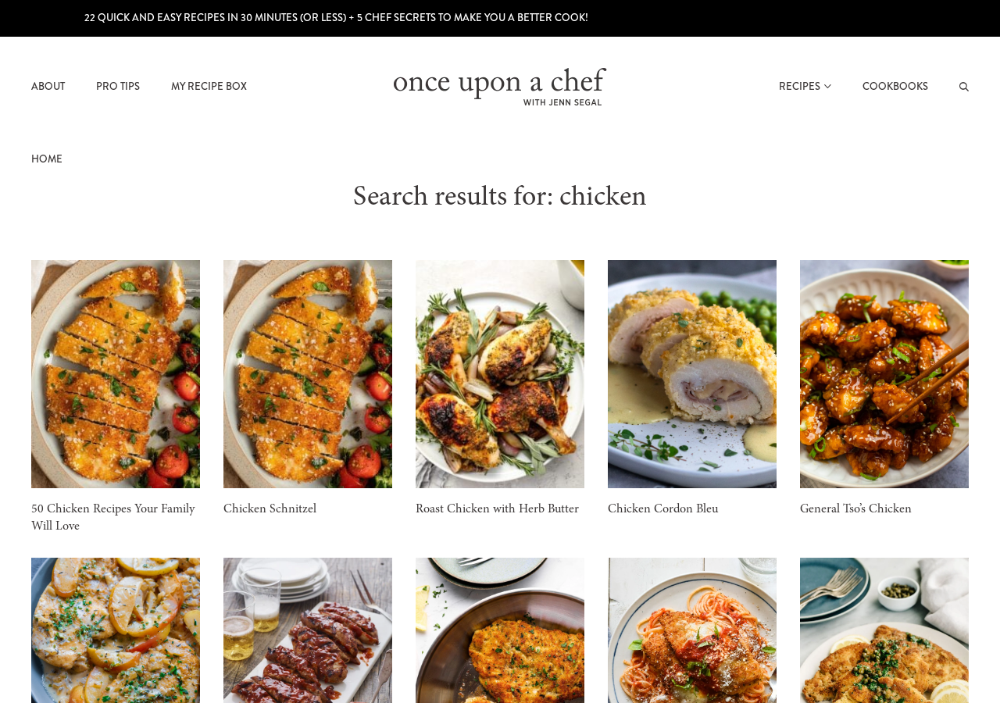 22 QUICK AND EASY RECIPES IN 30 MINUTES (OR LESS) + 5 CHEF SECRETS TO MAKE YOU A BETTER COOK!
ABOUT
PRO TIPS
MY RECIPE BOX
once upon a chef
WITH JENN SEGAL
RECIPES
COOKBOOKS
HOME
Search results for: chicken
50 Chicken Recipes Your Family
Will Love
Chicken Schnitzel
Roast Chicken with Herb Butter
Chicken Cordon Bleu
General Tso’s Chicken